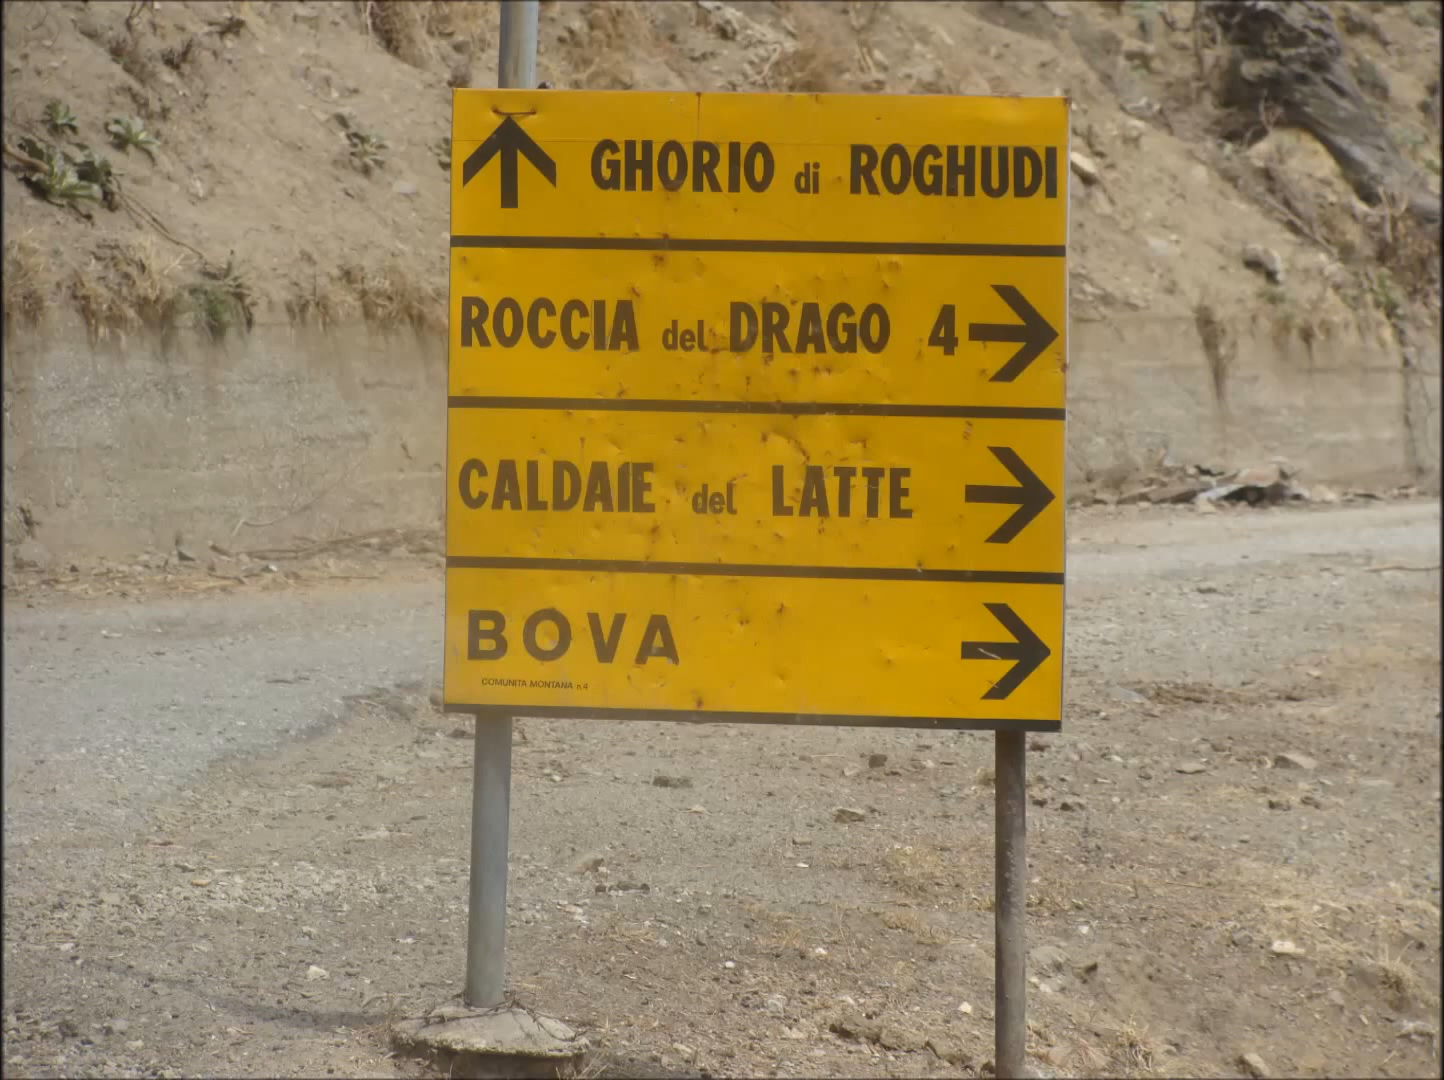 GHORIO di ROGHUDI
ROCCIA del DRAGO 4
CALDAIE del LATTE
BOVA
COMUNITA MONTANA n.4